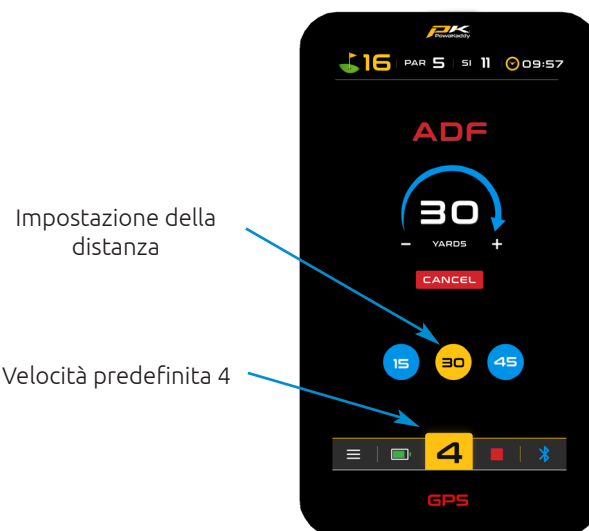 PK
PowaKaddy
16 PAR 5 SI 11 09:57
ADF
30
- YARDS +
CANCEL
Impostazione della
distanza
15 30 45
Velocità predefinita 4
4
GPS